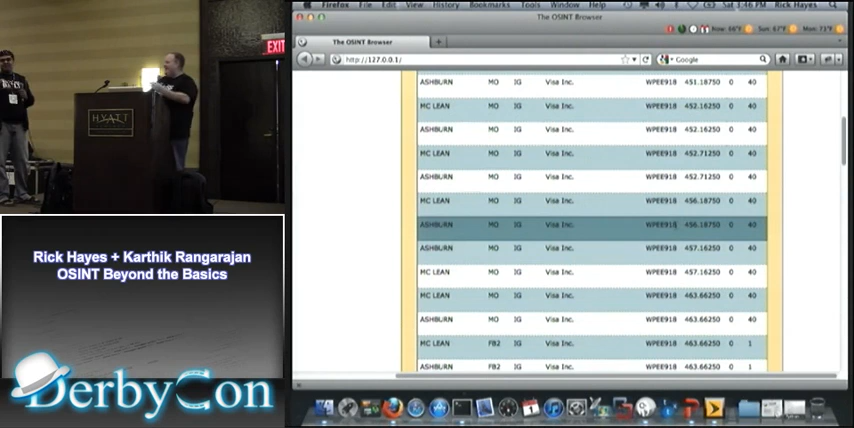 Firefox File Edit View History Bookmarks Tools Window Help Sat 3:46 PM Rick Hayes
The OSINT Browser
Now: 66°F Sun: 67°F Mon: 73°F
The OSINT Browser
http://127.0.0.1/
Google
ASHBURN MO IG Visa Inc. WPEE918 451.18750 0 40
MC LEAN MO IG Visa Inc. WPEE918 452.16250 0 40
ASHBURN MO IG Visa Inc. WPEE918 452.16250 0 40
MC LEAN MO IG Visa Inc. WPEE918 452.71250 0 40
ASHBURN MO IG Visa Inc. WPEE918 452.71250 0 40
MC LEAN MO IG Visa Inc. WPEE918 456.18750 0 40
ASHBURN MO IG Visa Inc. WPEE918 456.18750 0 40
ASHBURN MO IG Visa Inc. WPEE918 457.16250 0 40
MC LEAN MO IG Visa Inc. WPEE918 457.16250 0 40
MC LEAN MO IG Visa Inc. WPEE918 463.66250 0 40
ASHBURN MO IG Visa Inc. WPEE918 463.66250 0 40
MC LEAN FB2 IG Visa Inc. WPEE918 463.66250 0 1
ASHBURN FB2 IG Visa Inc. WPEE918 463.66250 0 1
EXIT
HYATT
Rick Hayes + Karthik Rangarajan
OSINT Beyond the Basics
DerbyCon